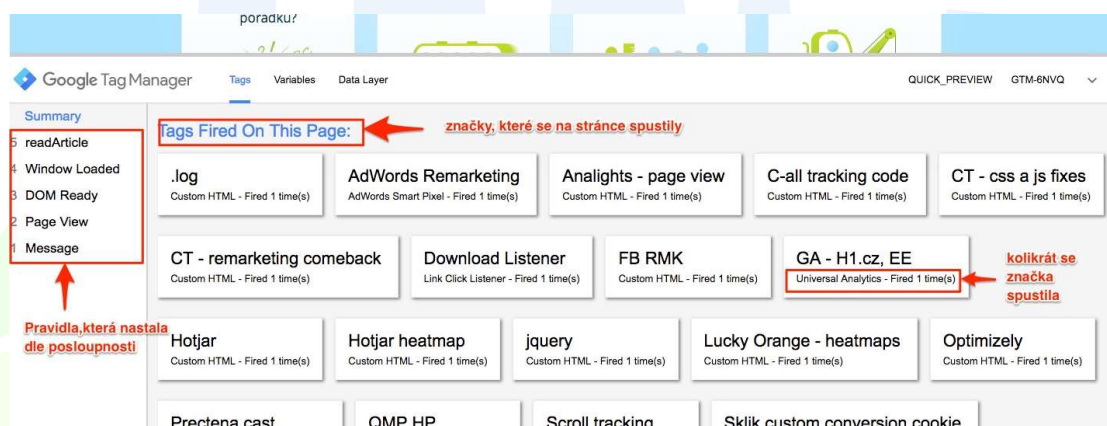 pořádku?
Google Tag Manager
Tags Variables Data Layer
QUICK_PREVIEW GTM-6NVQ
Summary
5 readArticle
4 Window Loaded
3 DOM Ready
2 Page View
1 Message
Pravidla,která nastala
dle posloupnosti
Tags Fired On This Page:
značky, které se na stránce spustily
.log
Custom HTML - Fired 1 time(s)
AdWords Remarketing
AdWords Smart Pixel - Fired 1 time(s)
Analights - page view
Custom HTML - Fired 1 time(s)
C-all tracking code
Custom HTML - Fired 1 time(s)
CT - css a js fixes
Custom HTML - Fired 1 time(s)
CT - remarketing comeback
Custom HTML - Fired 1 time(s)
Download Listener
Link Click Listener - Fired 1 time(s)
FB RMK
Custom HTML - Fired 1 time(s)
GA - H1.cz, EE
Universal Analytics - Fired 1 time(s)
kolikrát se
značka
spustila
Hotjar
Custom HTML - Fired 1 time(s)
Hotjar heatmap
Custom HTML - Fired 1 time(s)
jquery
Custom HTML - Fired 1 time(s)
Lucky Orange - heatmaps
Custom HTML - Fired 1 time(s)
Optimizely
Custom HTML - Fired 1 time(s)
Prectena cast
QMP HP
Scroll tracking
Sklik custom conversion cookie